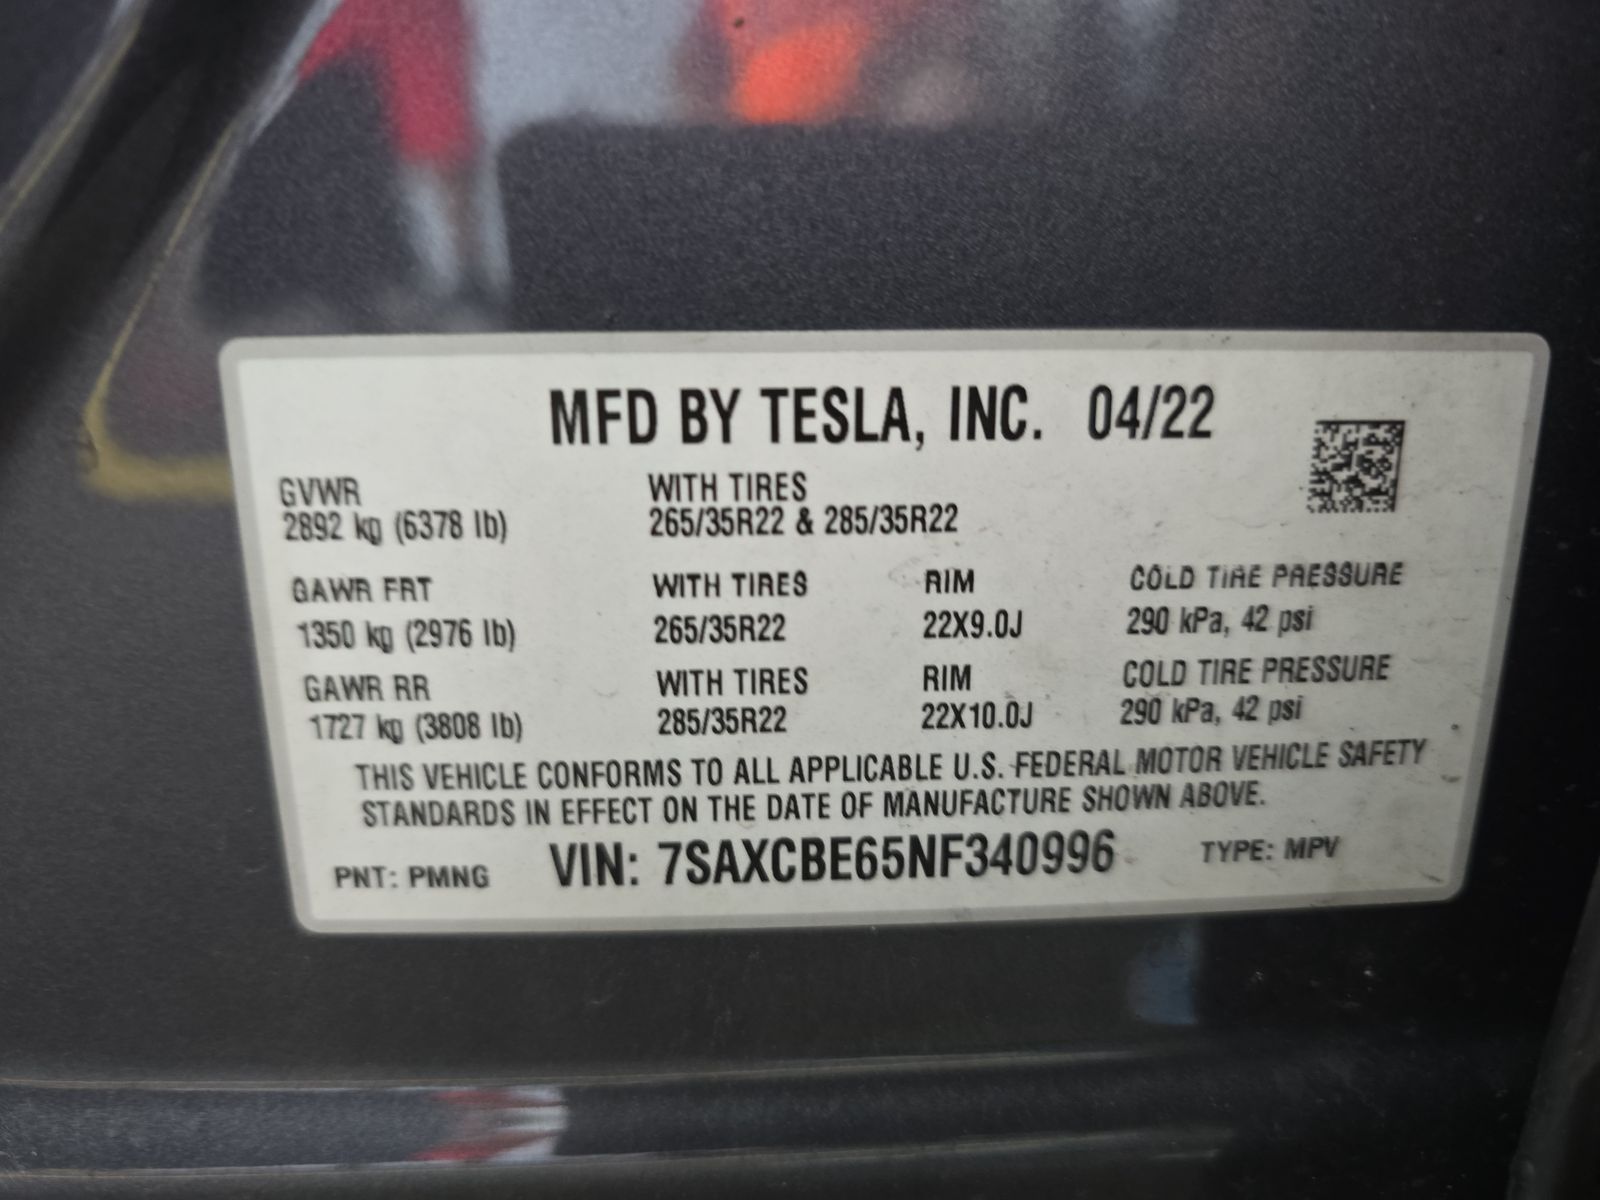 MFD BY TESLA, INC. 04/22
GVWR WITH TIRES
2892 kg (6378 lb) 265/35R22 & 285/35R22
GAWR FRT WITH TIRES RIM COLD TIRE PRESSURE
1350 kg (2976 lb) 265/35R22 22X9.0J 290 kPa, 42 psi
GAWR RR WITH TIRES RIM COLD TIRE PRESSURE
1727 kg (3808 lb) 285/35R22 22X10.0J 290 kPa, 42 psi
THIS VEHICLE CONFORMS TO ALL APPLICABLE U.S. FEDERAL MOTOR VEHICLE SAFETY
STANDARDS IN EFFECT ON THE DATE OF MANUFACTURE SHOWN ABOVE.
PNT: PMNG VIN: 7SAXCBE65NF340996 TYPE: MPV